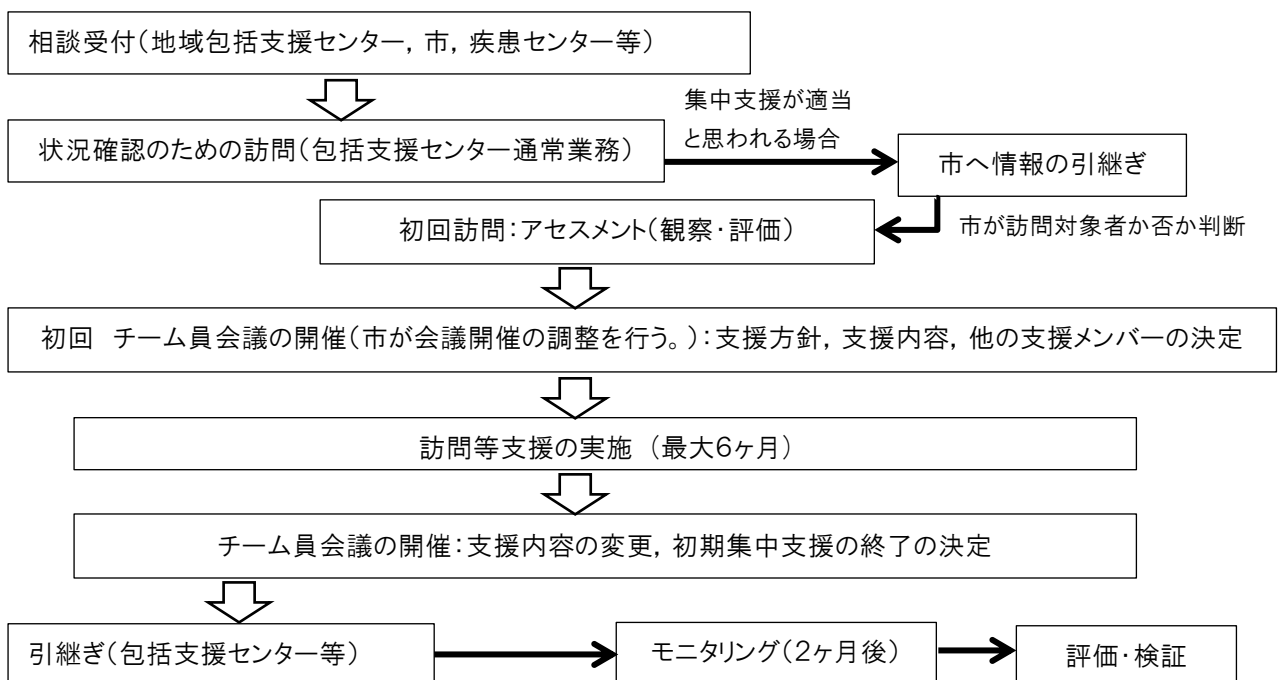 相談受付(地域包括支援センター, 市, 疾患センター等)
集中支援が適当
と思われる場合
状況確認のための訪問(包括支援センター通常業務)
市へ情報の引継ぎ
初回訪問:アセスメント(観察・評価)
市が訪問対象者か否か判断
初回 チーム員会議の開催(市が会議開催の調整を行う。):支援方針, 支援内容, 他の支援メンバーの決定
訪問等支援の実施 (最大6ヶ月)
チーム員会議の開催:支援内容の変更, 初期集中支援の終了の決定
引継ぎ(包括支援センター等)
モニタリング(2ヶ月後)
評価・検証